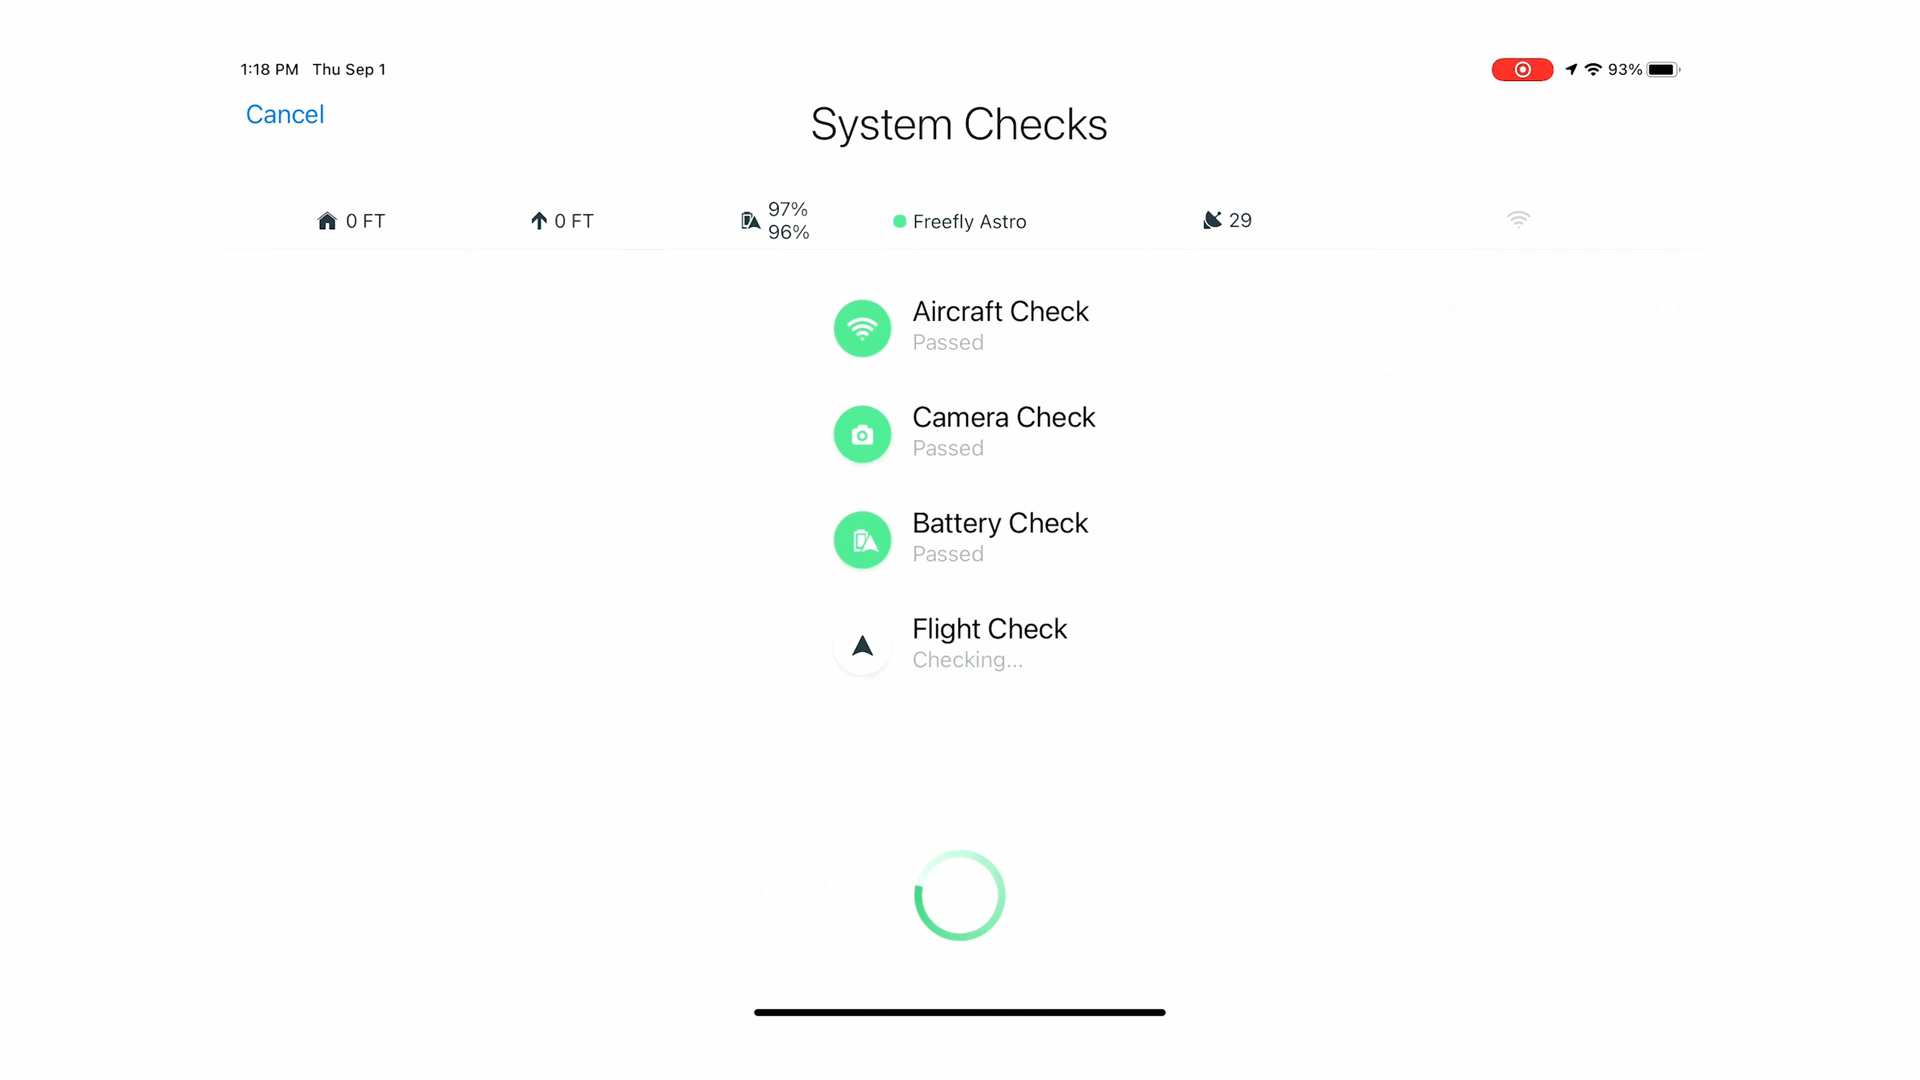 1:18 PM Thu Sep 1
93%
Cancel
System Checks
0 FT
0 FT
97%
96%
Freefly Astro
29
Aircraft Check
Passed
Camera Check
Passed
Battery Check
Passed
Flight Check
Checking...